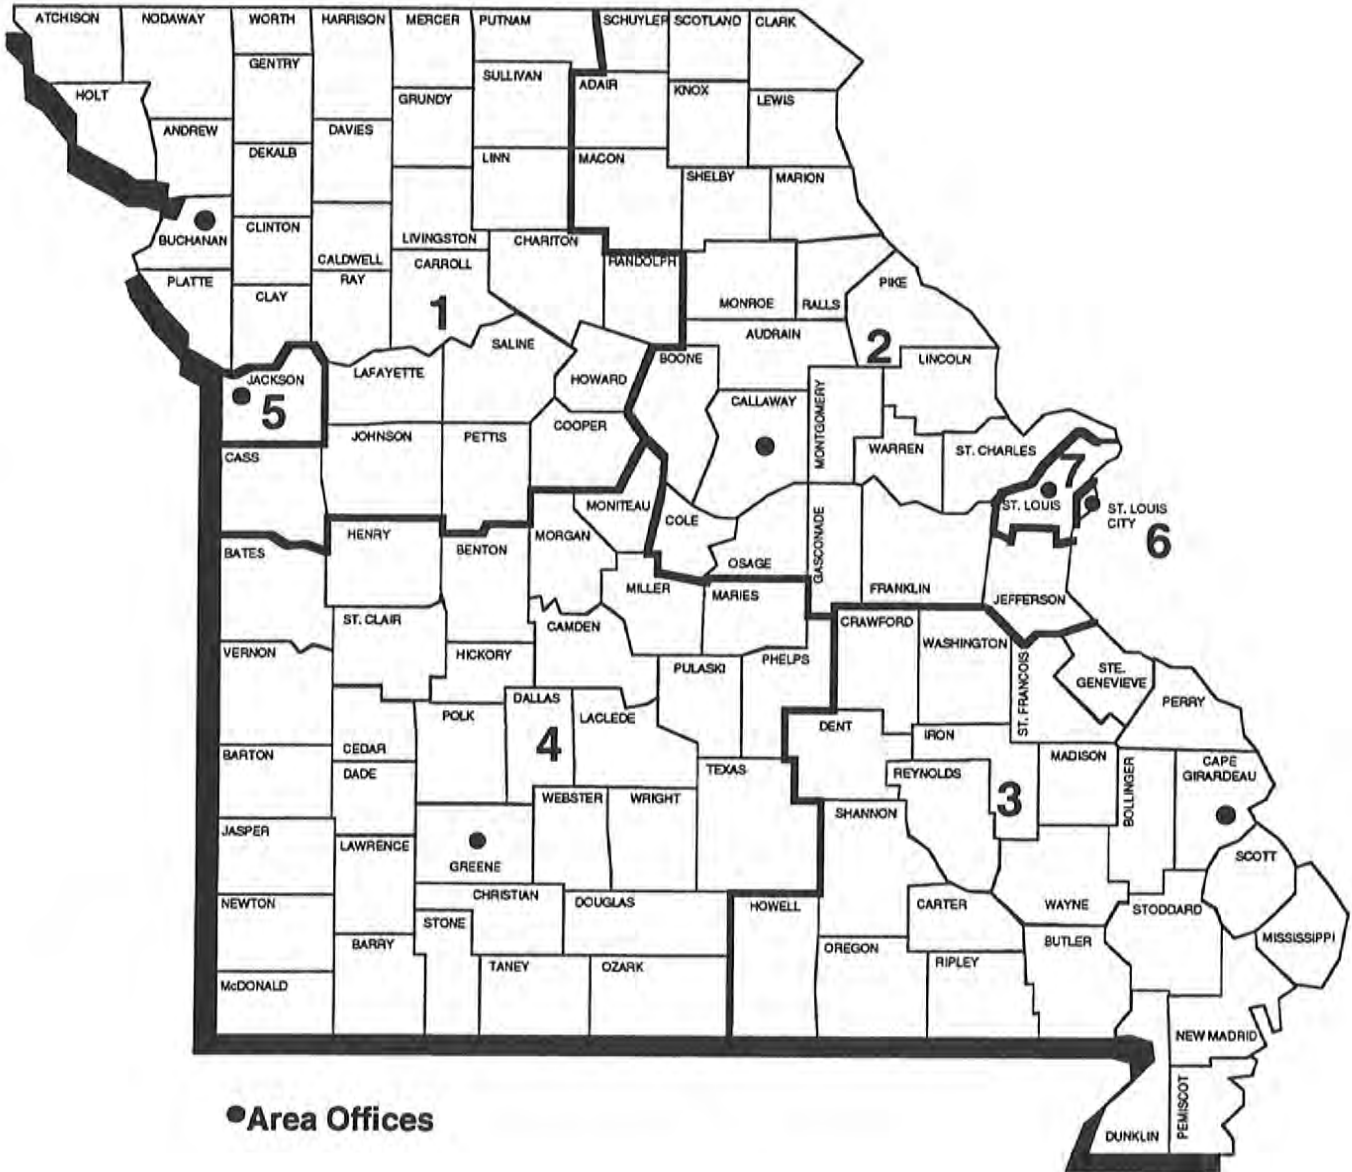 ATCHISON
NODAWAY
WORTH
HARRISON
MERCER
PUTNAM
SCHUYLER
SCOTLAND
CLARK
GENTRY
SULLIVAN
ADAIR
KNOX
HOLT
GRUNDY
LEWIS
ANDREW
DAVIES
DEKALB
LINN
MACON
SHELBY
MARION
BUCHANAN
CLINTON
LIVINGSTON
CHARITON
CALDWELL
CARROLL
RANDOLPH
PLATTE
CLAY
RAY
1
MONROE
RALLS
PIKE
AUDRAIN
2
SALINE
BOONE
LINCOLN
JACKSON
5
LAFAYETTE
HOWARD
CALLAWAY
MONTGOMERY
COOPER
JOHNSON
PETTIS
WARREN
ST. CHARLES
CASS
7
ST. LOUIS
ST. LOUIS
CITY
6
MONITEAU
COLE
GASCONADE
HENRY
MORGAN
BATES
BENTON
OSAGE
MILLER
MARIES
FRANKLIN
JEFFERSON
ST. CLAIR
CAMDEN
CRAWFORD
WASHINGTON
VERNON
HICKORY
PULASKI
PHELPS
ST. FRANCOIS
STE.
GENEVIEVE
DALLAS
PERRY
POLK
LACLEDE
DENT
4
IRON
CEDAR
BARTON
MADISON
CAPE
GIRARDEAU
DADE
TEXAS
REYNOLDS
BOLLINGER
3
WEBSTER
WRIGHT
SHANNON
JASPER
LAWRENCE
GREENE
SCOTT
NEWTON
CHRISTIAN
DOUGLAS
HOWELL
CARTER
WAYNE
STODDARD
STONE
BARRY
OREGON
BUTLER
MISSISSIPPI
TANEY
OZARK
RIPLEY
McDONALD
NEW MADRID
PEMISCOT
DUNKLIN
Area Offices